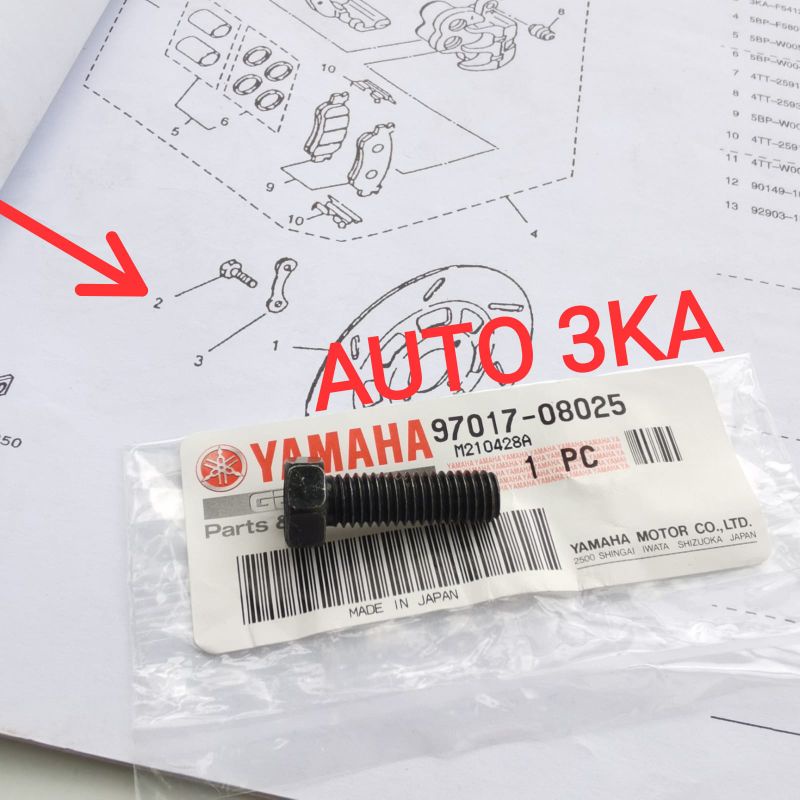 3KA-F5412
4 5BP-F580
5 5BP-W00
6 5BP-W00
7 4TT-2591
8 4TT-2593
9 5BP-W00
10 4TT-2591
11 4TT-W00
12 90149-1
13 92903-1
8
10
6
5
9
10
4
2
3
1
AUTO 3KA
YAMAHA 97017-08025
M210428A
1 PC
Parts &
YAMAHA MOTOR CO.,LTD.
2500 SHINGAI IWATA SHIZUOKA JAPAN
MADE IN JAPAN